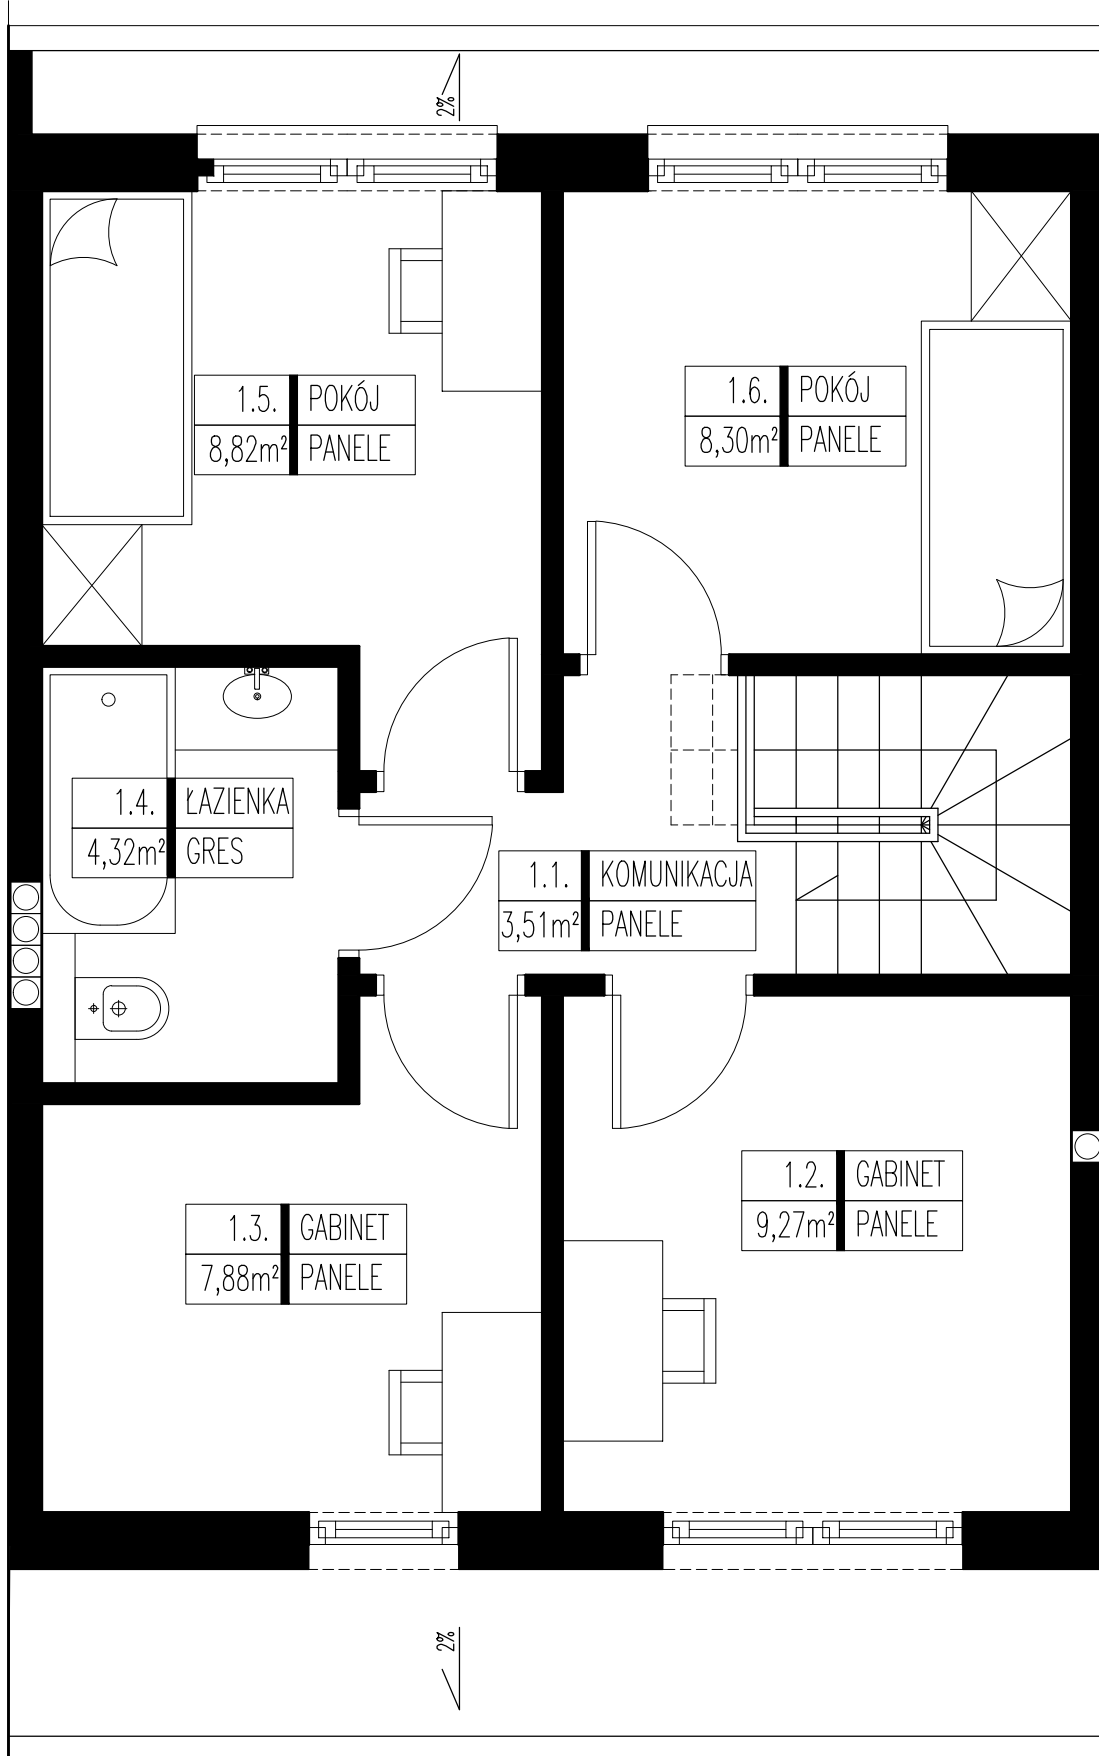 2%
1.5. POKÓJ
8,82m² PANELE
1.6. POKÓJ
8,30m² PANELE
1.4. ŁAZIENKA
4,32m² GRES
1.1. KOMUNIKACJA
3,51m² PANELE
1.2. GABINET
9,27m² PANELE
1.3. GABINET
7,88m² PANELE
2%